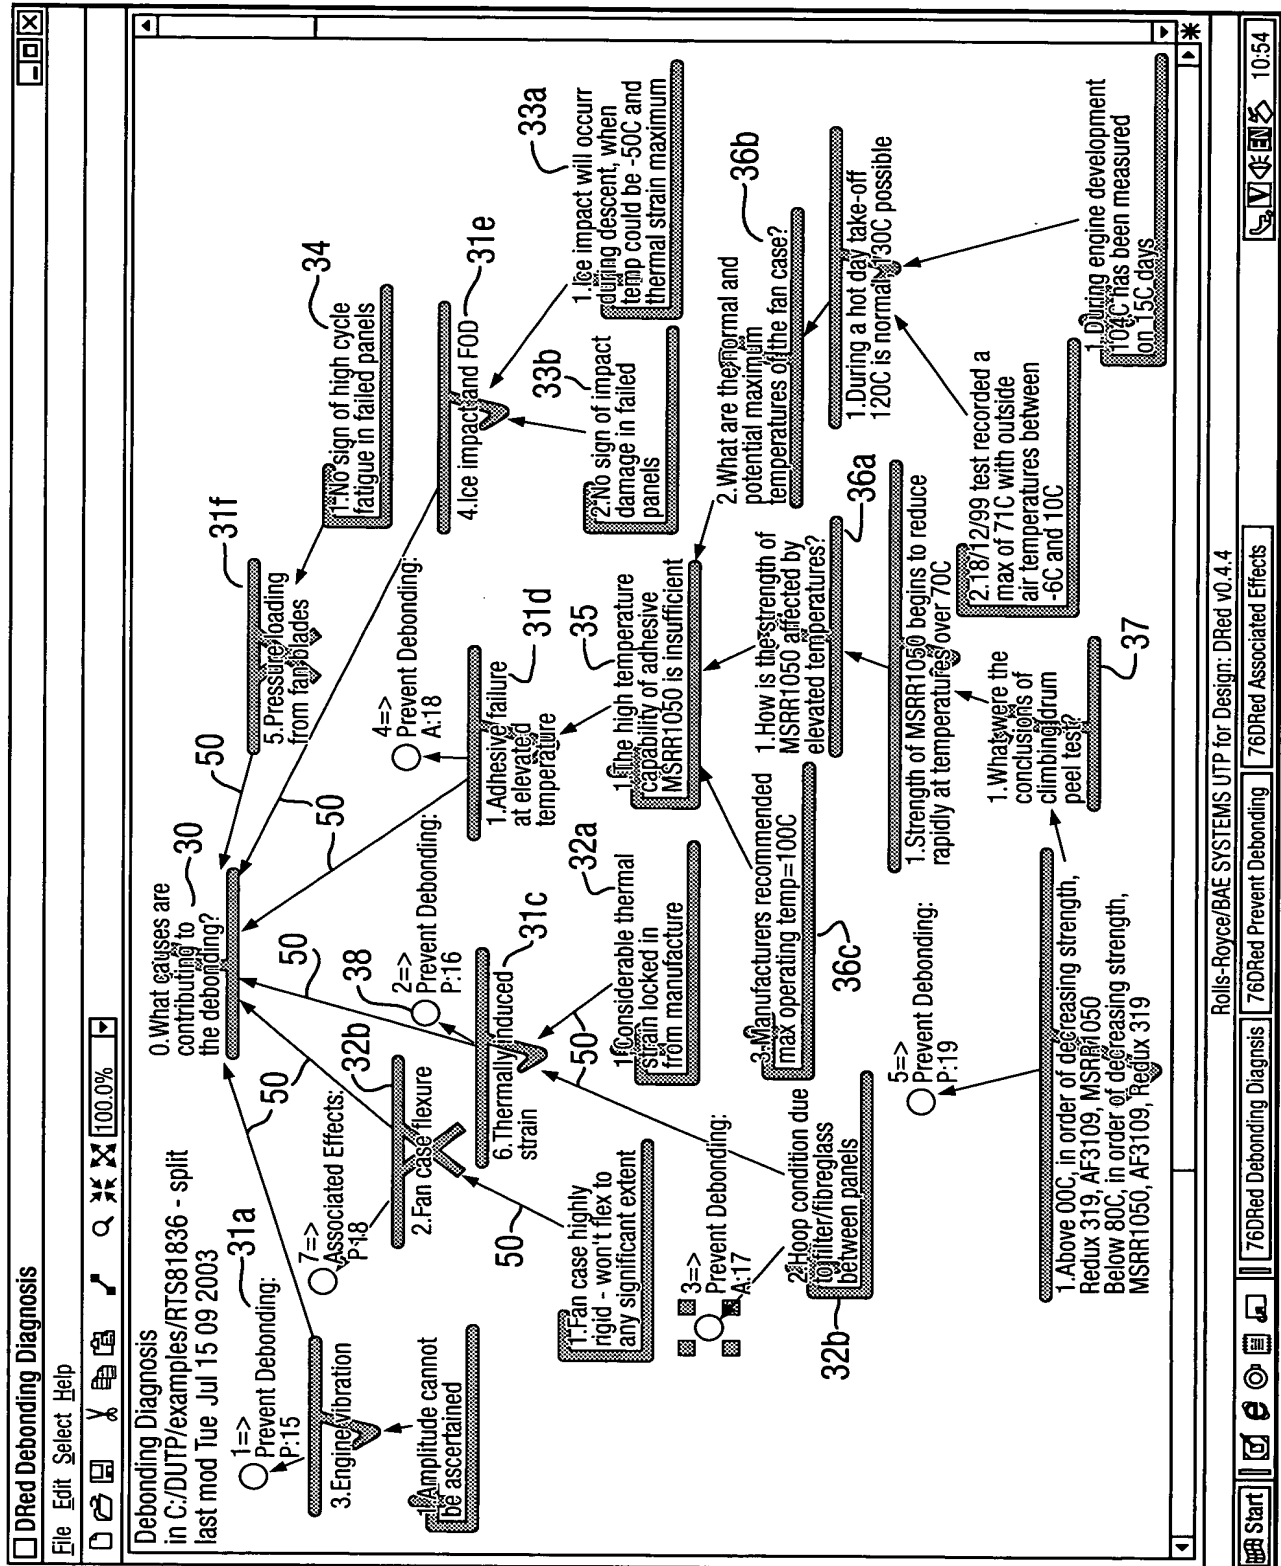 DRed Debonding Diagnosis
File Edit Select Help
100.0%
Debonding Diagnosis
in C:/DUTP/examples/RTS81836 - split
last mod Tue Jul 15 09 2003
0.What causes are
contributing to
the debonding?
30
50
50
50
50
50
50
31a
1=>
Prevent Debonding:
P:15
3.Engine vibration
1.Amplitude cannot
be ascertained
7=>
Associated Effects:
P:18
32b
2.Fan case flexure
50
1.Fan case highly
rigid - won't flex to
any significant extent
38
2=>
Prevent Debonding:
P:16
31c
6.Thermally induced
strain
50
50
32a
1.Considerable thermal
strain locked in
from manufacture
3=>
Prevent Debonding:
A:17
2.Hoop condition due
to filter/fibreglass
between panels
32b
4=>
Prevent Debonding:
A:18
31d
1.Adhesive failure
at elevated
temperature
35
1.The high temperature
capability of adhesive
MSRR1050 is insufficient
31f
5.Pressure loading
from fan blades
34
1.No sign of high cycle
fatigue in failed panels
31e
4.Ice impact and FOD
33b
2.No sign of impact
damage in failed
panels
33a
1.Ice impact will occurr
during descent, when
temp could be -50C and
thermal strain maximum
3.Manufacturers recommended
max operating temp=100C
36c
1.How is the strength of
MSRR1050 affected by
elevated temperatures?
36a
2.What are the normal and
potential maximum
temperatures of the fan case?
36b
1.Strength of MSRR1050 begins to reduce
rapidly at temperatures over 70C
1.During a hot day take-off
120C is normal, 130C possible
2.18/12/99 test recorded a
max of 71C with outside
air temperatures between
-6C and 10C
1.During engine development
104C has been measured
on 15C days
1.What were the
conclusions of
climbing drum
peel test?
37
5=>
Prevent Debonding:
P:19
1.Above 00C, in order of decreasing strength,
Redux 319, AF3109, MSRR1050
Below 80C, in order of decreasing strength,
MSRR1050, AF3109, Redux 319
Rolls-Royce/BAE SYSTEMS UTP for Design: DRed v0.4.4
Start
76DRed Debonding Diagnosis
76DRed Prevent Debonding
76DRed Associated Effects
EN
10:54